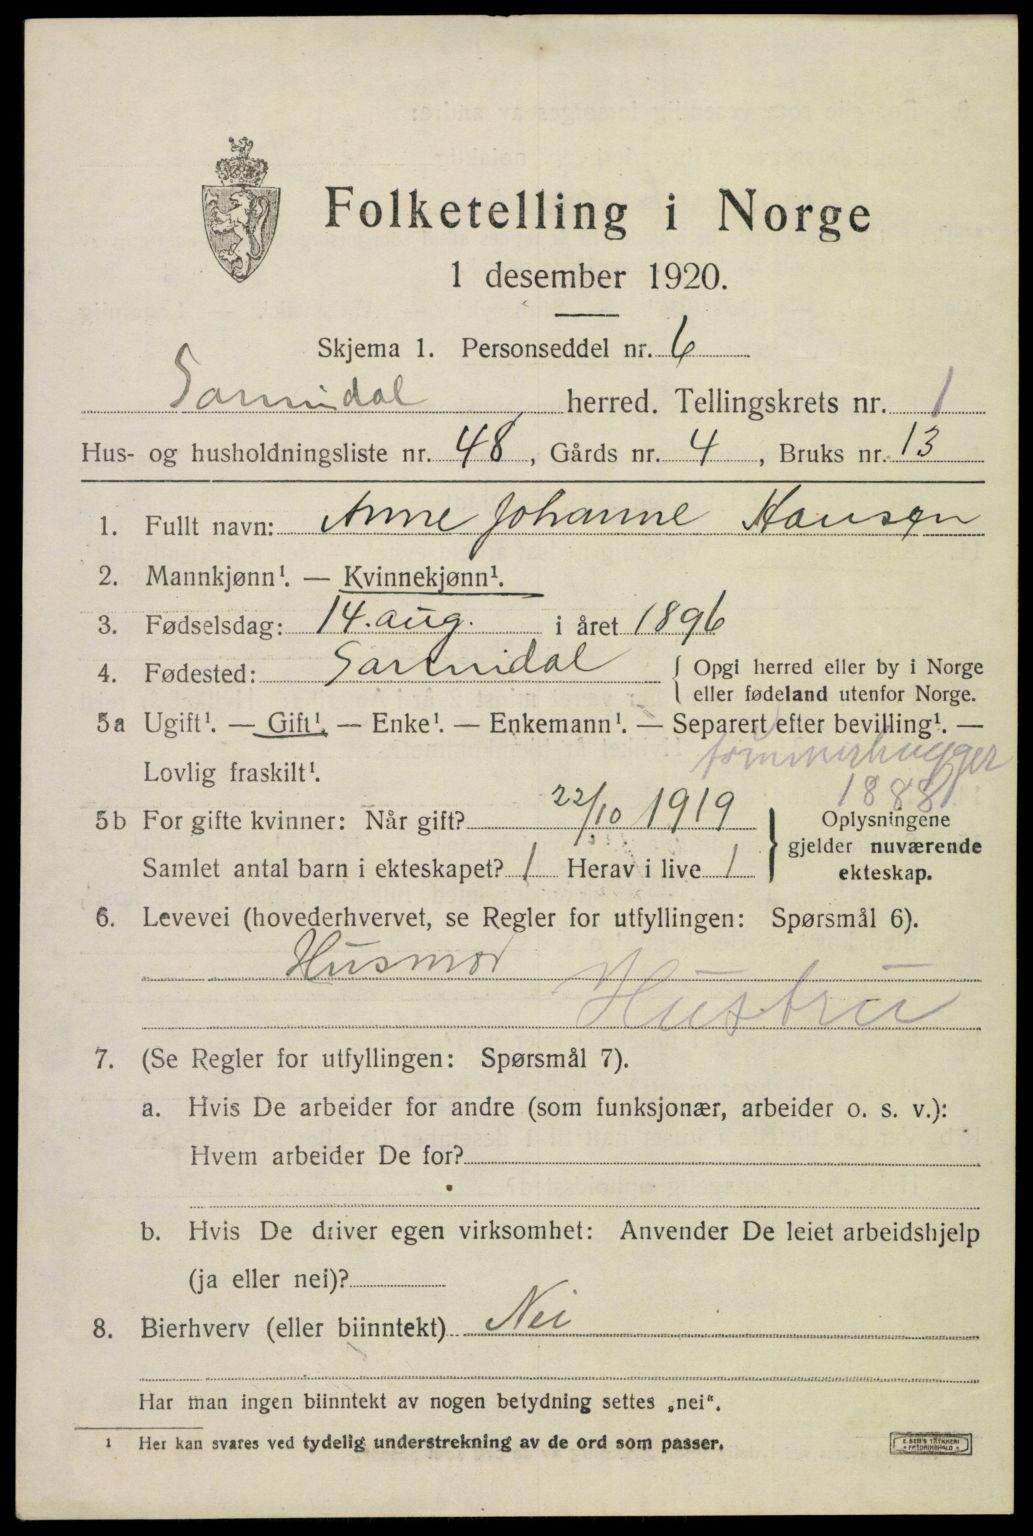 Folketelling i Norge
1 desember 1920.
Skjema 1. Personseddel nr. 6
Sannidal herred. Tellingskrets nr. 1
Hus- og husholdningsliste nr. 48, Gårds nr. 4, Bruks nr. 13
1. Fullt navn: Anne Johanne Hansen
2. Mannkjønn¹. — Kvinnekjønn¹.
3. Fødselsdag: 14. aug. i året 1896
4. Fødested: Sannidal { Opgi herred eller by i Norge
eller fødeland utenfor Norge.
5a Ugift¹. — Gift¹. — Enke¹. — Enkemann¹. — Separert efter bevilling¹. —
Lovlig fraskilt¹. tømmerhugger
1888
5b For gifte kvinner: Når gift? 22/10 1919 } Oplysningene
gjelder nuværende
Samlet antal barn i ekteskapet? 1 Herav i live 1 ekteskap.
6. Levevei (hovederhvervet, se Regler for utfyllingen: Spørsmål 6).
Husmor
Hustru
7. (Se Regler for utfyllingen: Spørsmål 7).
a. Hvis De arbeider for andre (som funksjonær, arbeider o. s. v.):
Hvem arbeider De for?
b. Hvis De driver egen virksomhet: Anvender De leiet arbeidshjelp
(ja eller nei)?
8. Bierhverv (eller biinntekt) Nei
Har man ingen biinntekt av nogen betydning settes „nei“.
¹ Her kan svares ved tydelig understrekning av de ord som passer.